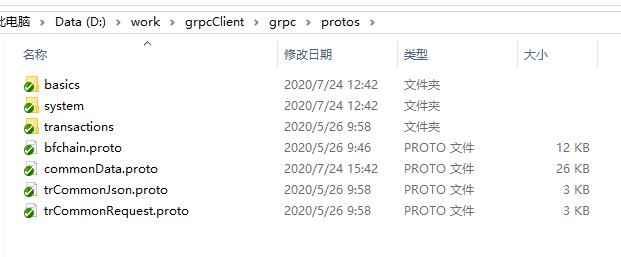 此电脑 > Data (D:) > work > grpcClient > grpc > protos >
名称 修改日期 类型 大小
basics 2020/7/24 12:42 文件夹
system 2020/7/24 12:42 文件夹
transactions 2020/5/26 9:58 文件夹
bfchain.proto 2020/5/26 9:46 PROTO 文件 12 KB
commonData.proto 2020/7/24 15:42 PROTO 文件 26 KB
trCommonJson.proto 2020/5/26 9:58 PROTO 文件 3 KB
trCommonRequest.proto 2020/5/26 9:58 PROTO 文件 3 KB